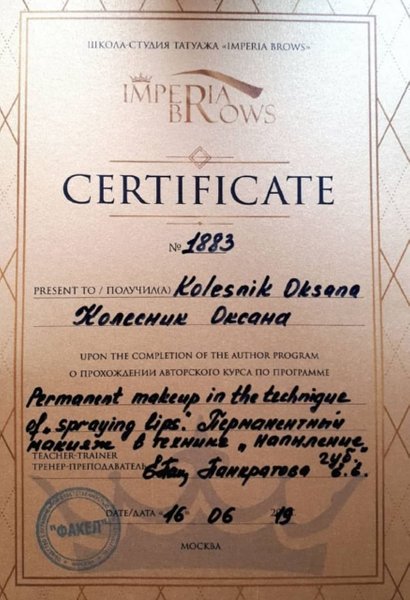 ШКОЛА-СТУДИЯ ТАТУАЖА «IMPERIA BROWS»
IMPERIA
BROWS
CERTIFICATE
№ 1883
PRESENT TO / ПОЛУЧИЛ(А) Kolesnik Oksana
Колесник Оксана
UPON THE COMPLETION OF THE AUTHOR PROGRAM
О ПРОХОЖДЕНИИ АВТОРСКОГО КУРСА ПО ПРОГРАММЕ
Permanent makeup in the technique
of „spraying lips". Перманентный
макияж в технике „напыление
губ".
TEACHER-TRAINER
ТРЕНЕР-ПРЕПОДАВАТЕЛЬ Панкратова
DATE/ДАТА «16» 06 2019
"ФАКЕЛ"
МОСКВА